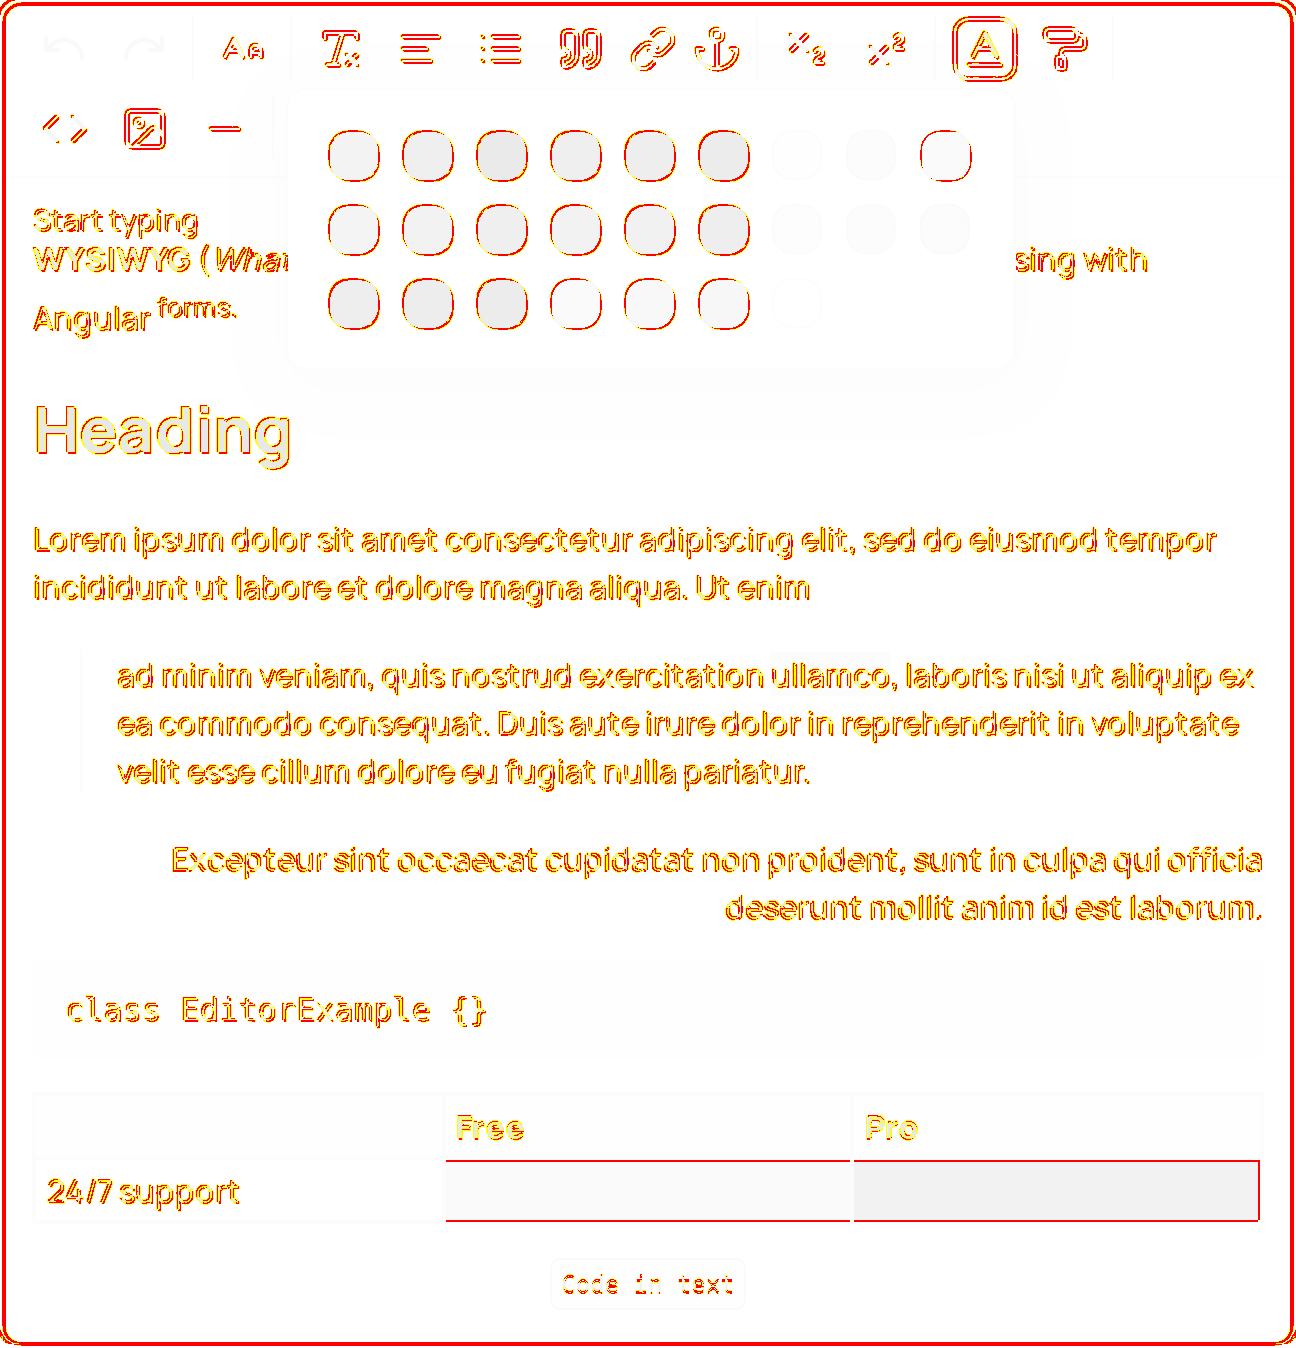 Aa
Start typing
WYSIWYG (What
sing with
Angular forms.
Heading
Lorem ipsum dolor sit amet consectetur adipiscing elit, sed do eiusmod tempor
incididunt ut labore et dolore magna aliqua. Ut enim
ad minim veniam, quis nostrud exercitation ullamco, laboris nisi ut aliquip ex
ea commodo consequat. Duis aute irure dolor in reprehenderit in voluptate
velit esse cillum dolore eu fugiat nulla pariatur.
Excepteur sint occaecat cupidatat non proident, sunt in culpa qui officia
deserunt mollit anim id est laborum.
class EditorExample {}
Free Pro
24/7 support
Code in text